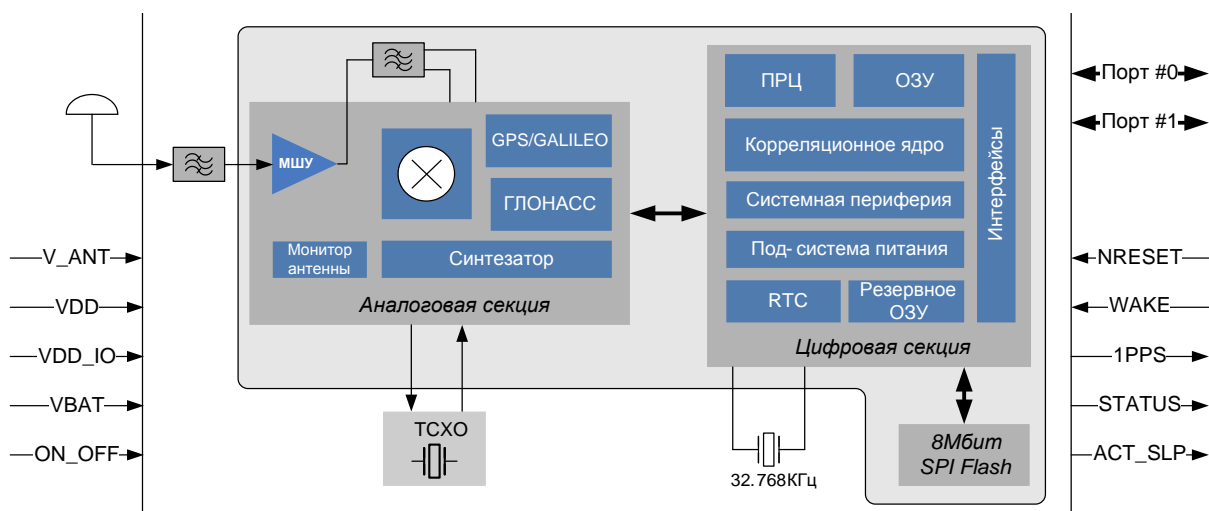 ПРЦ
ОЗУ
Порт #0
Порт #1
GPS/GALILEO
МШУ
Корреляционное ядро
Интерфейсы
ГЛОНАСС
Системная периферия
Монитор
антенны
Синтезатор
Под- система питания
V_ANT
NRESET
RTC
Резервное
ОЗУ
Аналоговая секция
VDD
WAKE
Цифровая секция
VDD_IO
1PPS
VBAT
STATUS
TCXO
ON_OFF
8Мбит
SPI Flash
ACT_SLP
32.768КГц